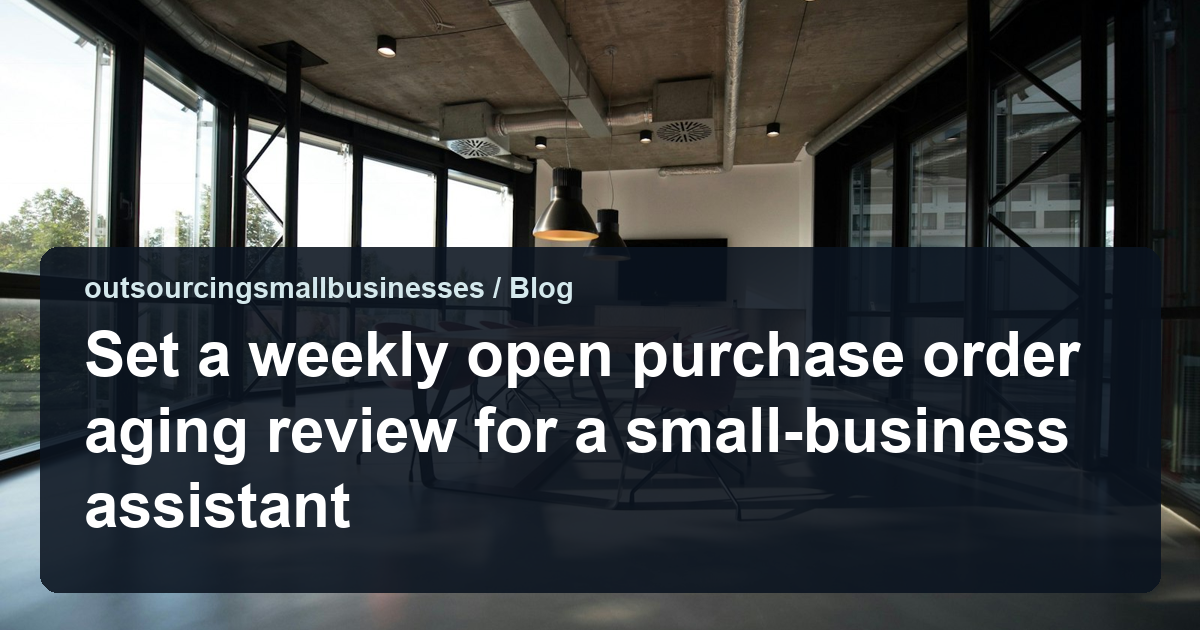 outsourcingsmallbusinesses / Blog
Set a weekly open purchase order
aging review for a small-business
assistant